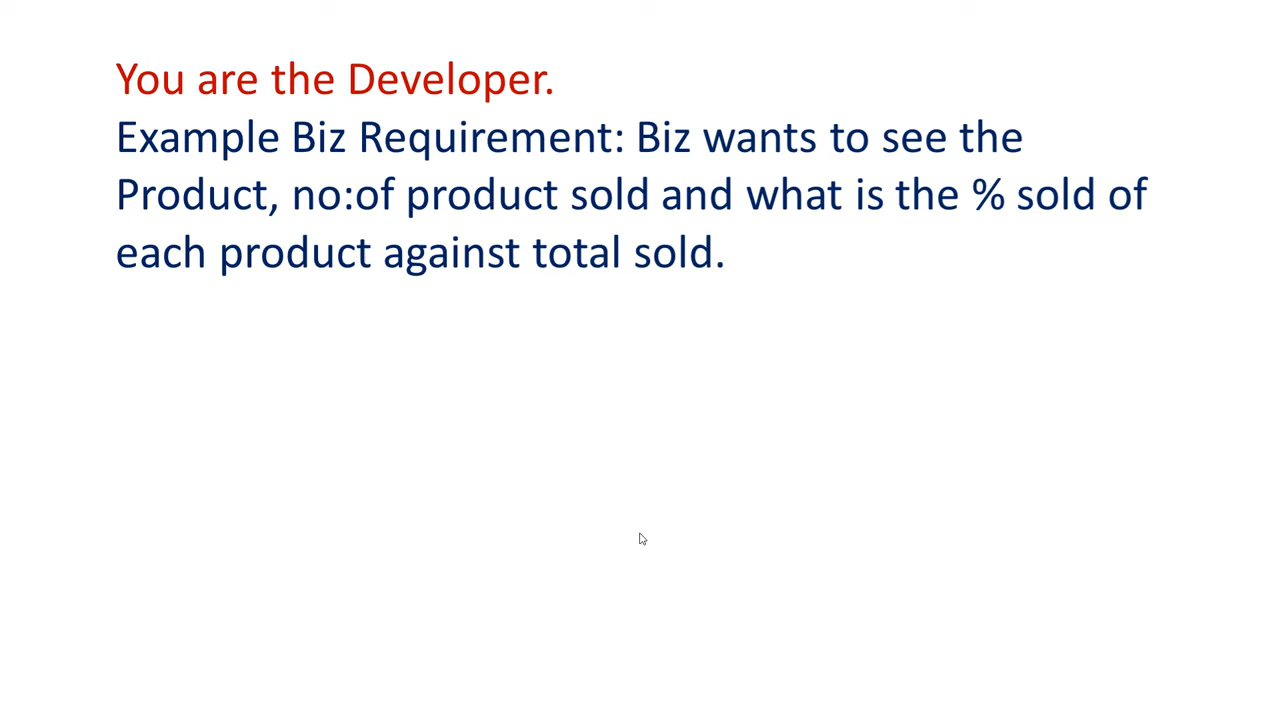 You are the Developer.
Example Biz Requirement: Biz wants to see the
Product, no:of product sold and what is the % sold of
each product against total sold.